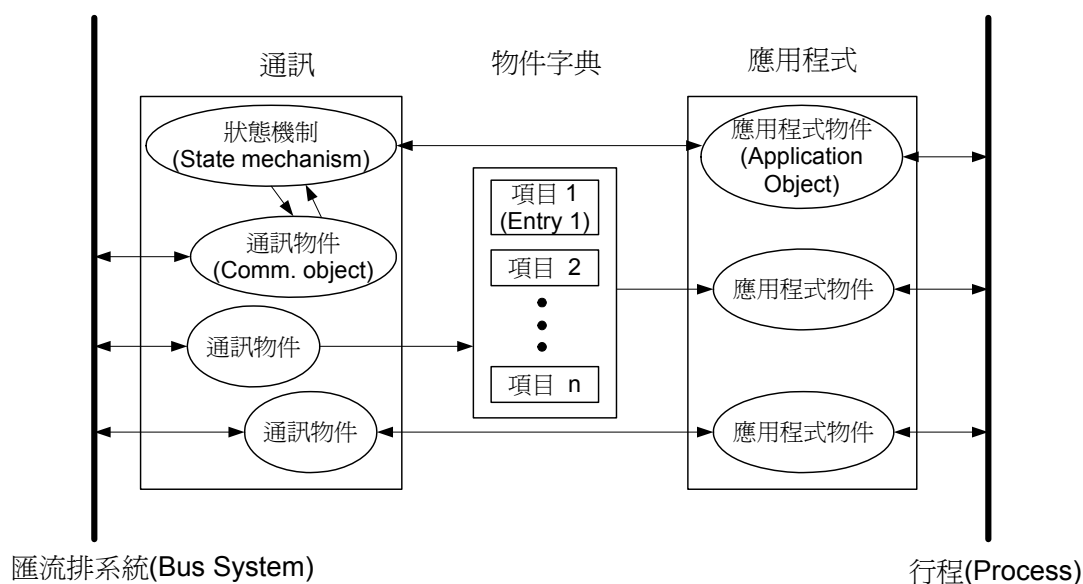 通訊
物件字典
應用程式
狀態機制
(State mechanism)
通訊物件
(Comm. object)
通訊物件
通訊物件
項目 1
(Entry 1)
項目 2
項目 n
應用程式物件
(Application
Object)
應用程式物件
應用程式物件
匯流排系統(Bus System)
行程(Process)